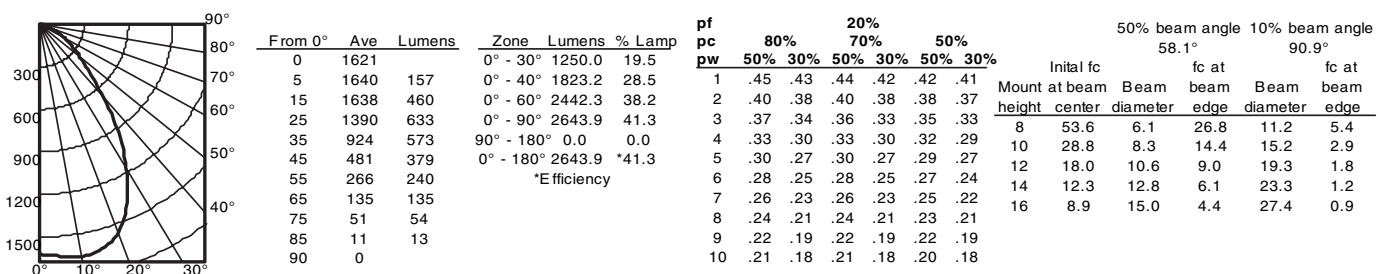 90°
80°
70°
60°
50°
40°
300
600
900
1200
1500
0° 10° 20° 30°
From 0° Ave Lumens
0 1621
5 1640 157
15 1638 460
25 1390 633
35 924 573
45 481 379
55 266 240
65 135 135
75 51 54
85 11 13
90 0
Zone Lumens % Lamp
0° - 30° 1250.0 19.5
0° - 40° 1823.2 28.5
0° - 60° 2442.3 38.2
0° - 90° 2643.9 41.3
90° - 180° 0.0 0.0
0° - 180° 2643.9 *41.3
*Efficiency
pf 20%
pc 80% 70% 50%
pw 50% 30% 50% 30% 50% 30%
1 .45 .43 .44 .42 .42 .41
2 .40 .38 .40 .38 .38 .37
3 .37 .34 .36 .33 .35 .33
4 .33 .30 .33 .30 .32 .29
5 .30 .27 .30 .27 .29 .27
6 .28 .25 .28 .25 .27 .24
7 .26 .23 .26 .23 .25 .22
8 .24 .21 .24 .21 .23 .21
9 .22 .19 .22 .19 .22 .19
10 .21 .18 .21 .18 .20 .18
50% beam angle 10% beam angle
58.1° 90.9°
Inital fc fc at fc at
Mount at beam Beam beam Beam beam
height center diameter edge diameter edge
8 53.6 6.1 26.8 11.2 5.4
10 28.8 8.3 14.4 15.2 2.9
12 18.0 10.6 9.0 19.3 1.8
14 12.3 12.8 6.1 23.3 1.2
16 8.9 15.0 4.4 27.4 0.9